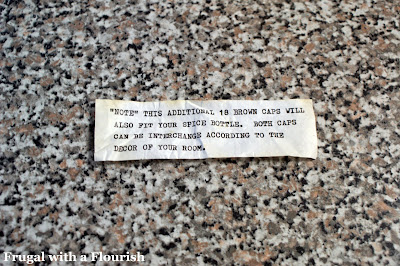 "NOTE" THIS ADDITIONAL 18 BROWN CAPS WILL
ALSO FIT YOUR SPICE BOTTLE. BOTH CAPS
CAN BE INTERCHANGE ACCORDING TO THE
DECOR OF YOUR ROOM.
Frugal with a Flourish